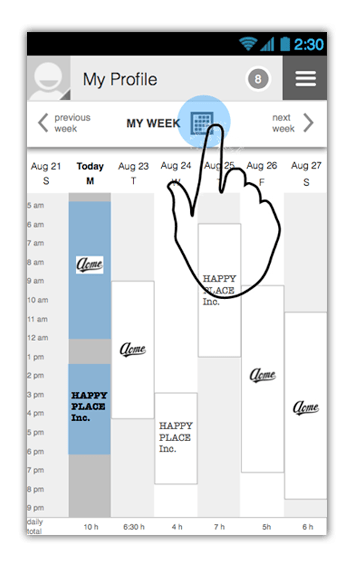 2:30
My Profile
8
previous
week
MY WEEK
next
week
Aug 21
S
Today
M
Aug 23
T
Aug 24
W
Aug 25
Aug 26
F
Aug 27
S
5 am
6 am
7 am
8 am
9 am
10 am
11 am
12 am
1 pm
2 pm
3 pm
4 pm
5 pm
6 pm
7 pm
8 pm
9 pm
Acme
HAPPY
PLACE
Inc.
Acme
HAPPY
PLACE
Inc.
HAPPY
PLACE
Inc.
Acme
Acme
daily
total
10 h
6:30 h
4 h
7 h
5h
6 h